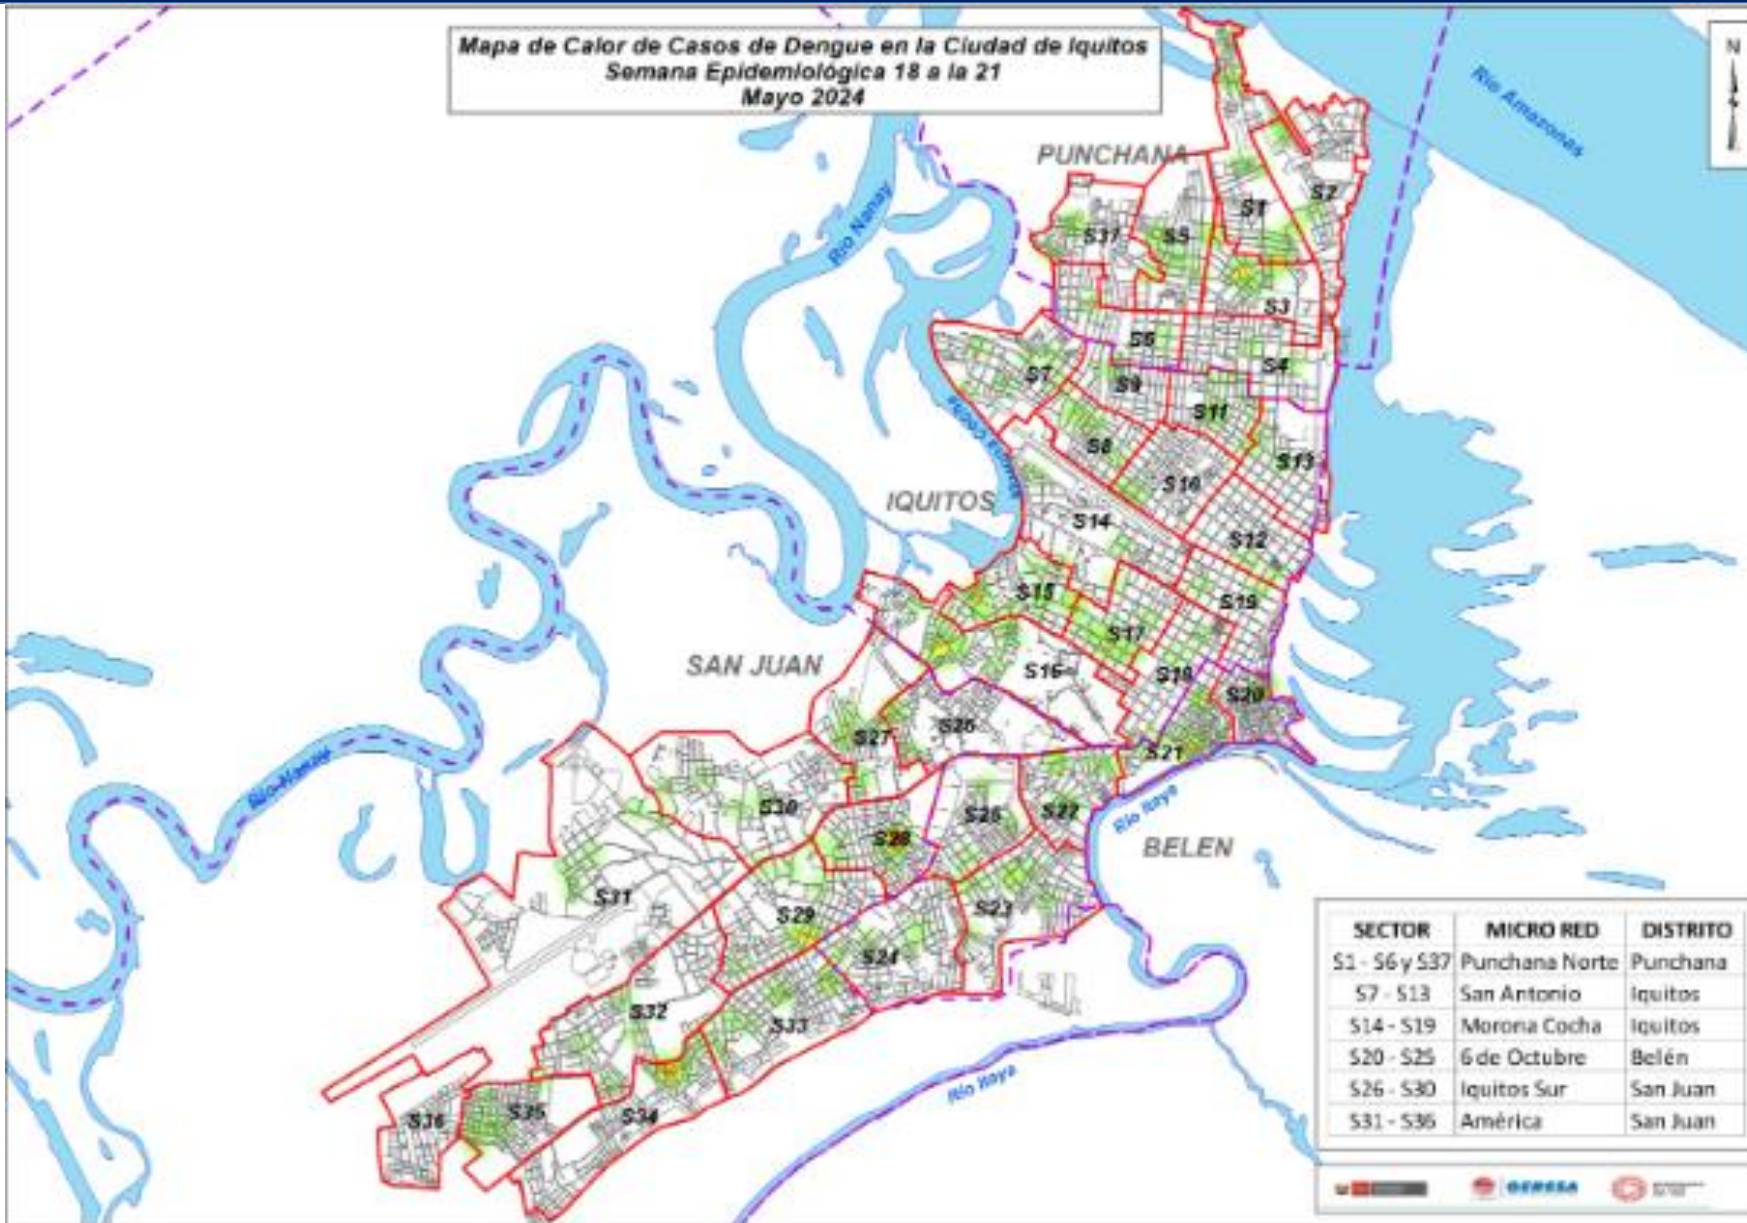 Mapa de Calor de Casos de Dengue en la Ciudad de Iquitos
Semana Epidemiológica 18 a la 21
Mayo 2024
N
Río Amazonas
PUNCHANA
Río Nanay
S1
S2
S37
S5
S3
S6
S4
S7
S9
S11
S8
S13
S10
IQUITOS
S14
S12
S15
S19
S17
SAN JUAN
S16
S18
S20
S26
S27
S21
S30
S25
S22
Río Itaya
S28
BELEN
Río Nanay
S31
S29
S23
S24
S32
S33
Río Itaya
S36
S35
S34
SECTOR MICRO RED DISTRITO
S1 - S6 y S37 Punchana Norte Punchana
S7 - S13 San Antonio Iquitos
S14 - S19 Morona Cocha Iquitos
S20 - S25 6 de Octubre Belén
S26 - S30 Iquitos Sur San Juan
S31 - S36 América San Juan
GERESA